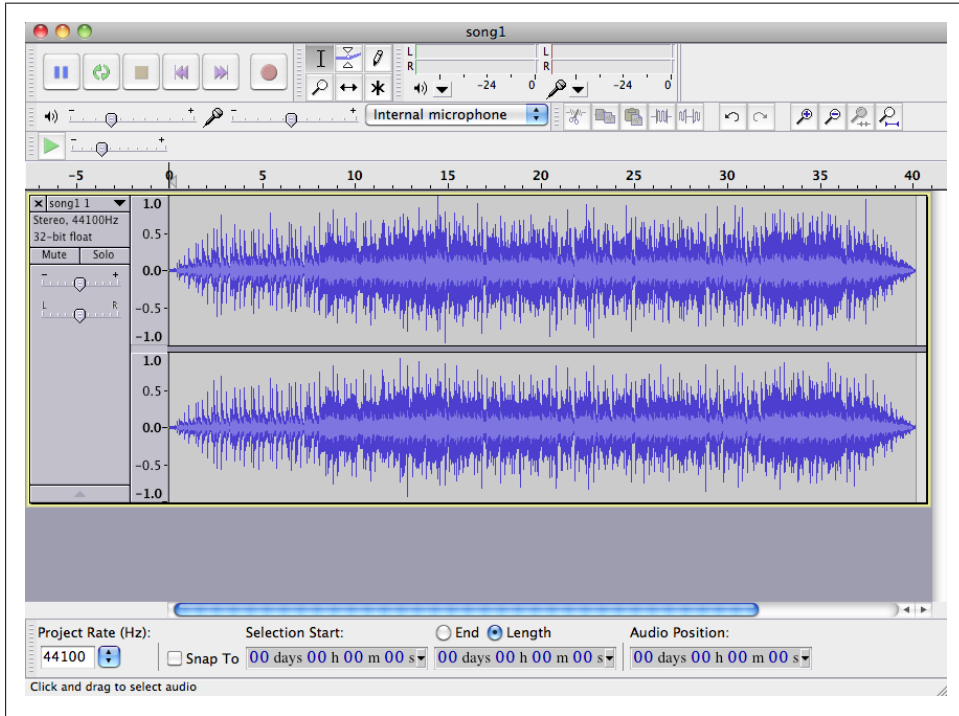 song1
L
R
-24 0
L
R
-24 0
- +
- +
Internal microphone
- +
-5 0 5 10 15 20 25 30 35 40
song1 1
Stereo, 44100Hz
32-bit float
Mute Solo
- +
L R
1.0
0.5-
0.0-
-0.5-
-1.0
1.0
0.5-
0.0-
-0.5-
-1.0
Project Rate (Hz): Selection Start: End Length Audio Position:
44100 Snap To 00 days 00 h 00 m 00 s 00 days 00 h 00 m 00 s 00 days 00 h 00 m 00 s
Click and drag to select audio